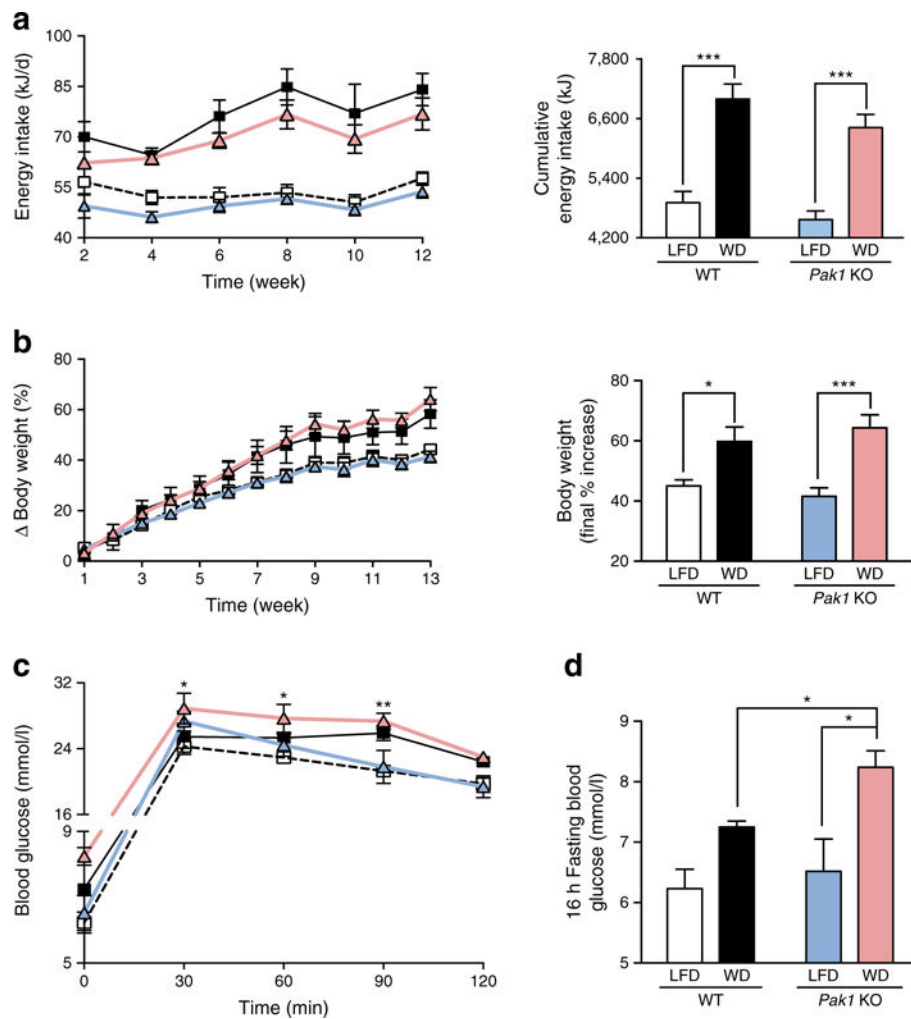 a
100
85
70
55
40
Energy intake (kJ/d)
2 4 6 8 10 12
Time (week)
7,800
6,600
5,400
4,200
Cumulative
energy intake (kJ)
***
***
LFD WD LFD WD
WT Pak1 KO
b
80
60
40
20
0
Δ Body weight (%)
1 3 5 7 9 11 13
Time (week)
80
60
40
20
Body weight
(final % increase)
*
***
LFD WD LFD WD
WT Pak1 KO
c
32
24
16
9
5
Blood glucose (mmol/l)
* * **
0 30 60 90 120
Time (min)
d
9
8
7
6
5
16 h Fasting blood
glucose (mmol/l)
*
*
LFD WD LFD WD
WT Pak1 KO